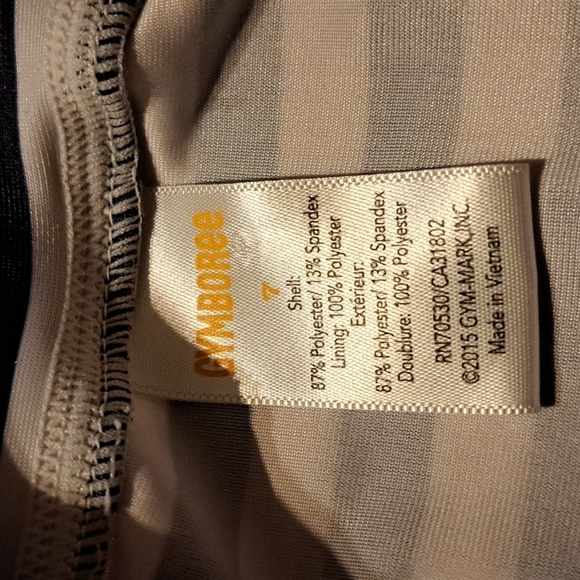 GYMBORee
7
Shell:
87% Polyester/ 13% Spandex
Lining: 100% Polyester
Extérieur:
87% Polyester/ 13% Spandex
Doublure: 100% Polyester
RN70530/CA31802
©2015 GYM-MARK,INC.
Made in Vietnam